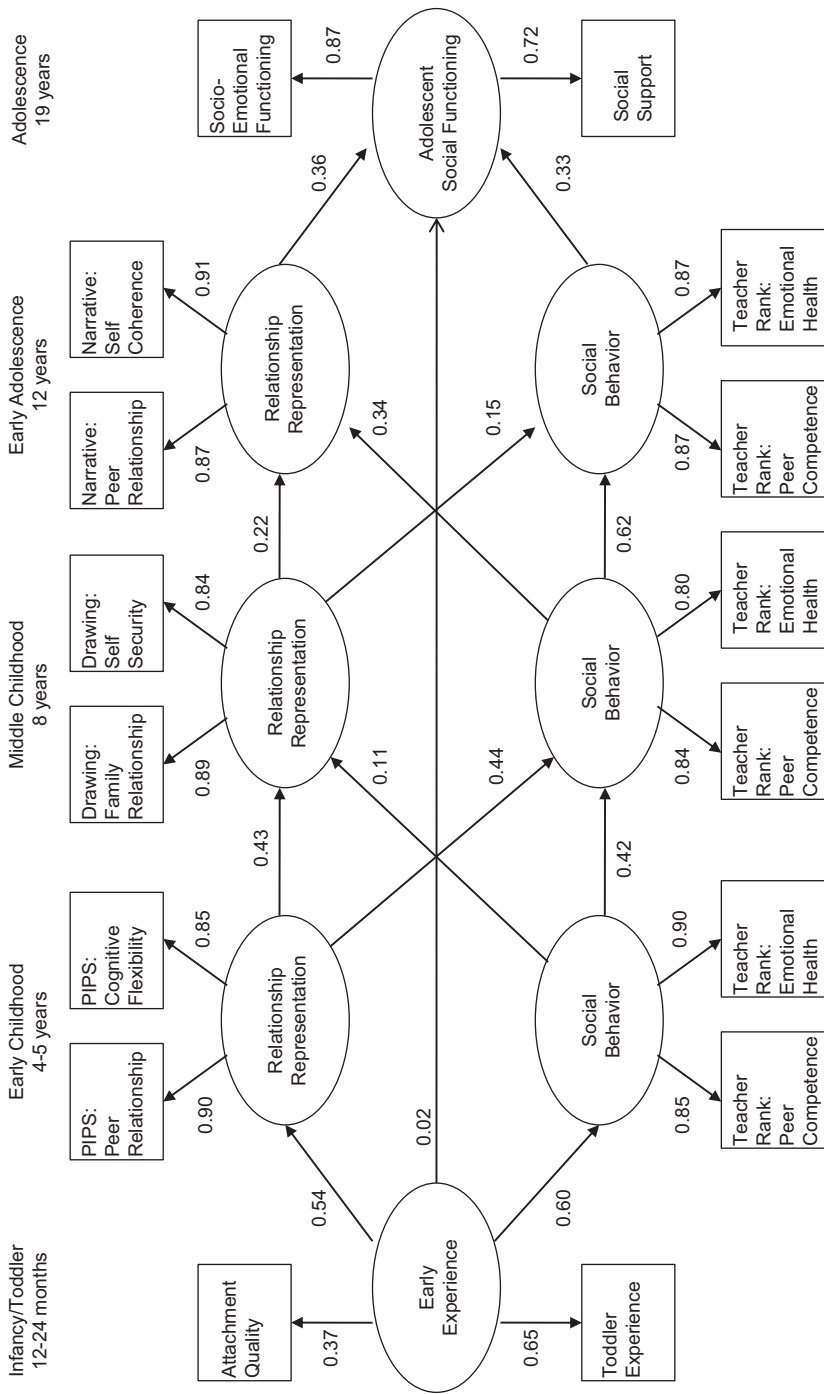 Infancy/Toddler
12-24 months
Early Childhood
4-5 years
Middle Childhood
8 years
Early Adolescence
12 years
Adolescence
19 years
Attachment
Quality
0.37
Early
Experience
0.65
Toddler
Experience
0.54
0.60
0.02
PIPS:
Peer
Relationship
PIPS:
Cognitive
Flexibility
0.90
0.85
Relationship
Representation
Social
Behavior
0.85
0.90
Teacher
Rank: Peer
Competence
Teacher
Rank:
Emotional
Health
0.43
0.11
0.44
0.42
Drawing:
Family
Relationship
Drawing:
Self
Security
0.89
0.84
Relationship
Representation
Social
Behavior
0.84
0.80
Teacher
Rank: Peer
Competence
Teacher
Rank:
Emotional
Health
0.22
0.34
0.15
0.62
Narrative:
Peer
Relationship
Narrative:
Self
Coherence
0.87
0.91
Relationship
Representation
Social
Behavior
0.87
0.87
Teacher
Rank: Peer
Competence
Teacher
Rank:
Emotional
Health
0.36
0.33
Socio-
Emotional
Functioning
0.87
Adolescent
Social Functioning
0.72
Social
Support